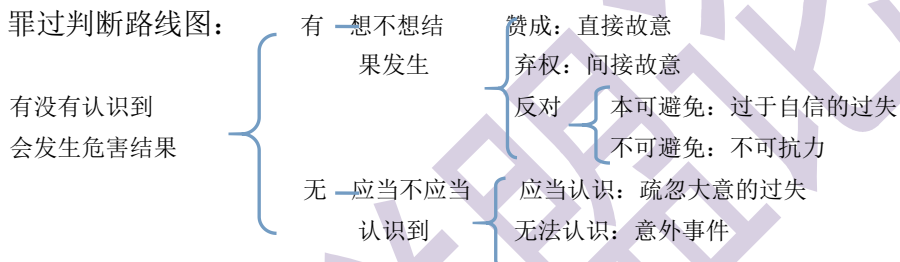 罪过判断路线图：
有 想不想结 赞成：直接故意
果发生 弃权：间接故意
有没有认识到 反对 本可避免：过于自信的过失
会发生危害结果 不可避免：不可抗力
无 应当不应当 应当认识：疏忽大意的过失
认识到 无法认识：意外事件